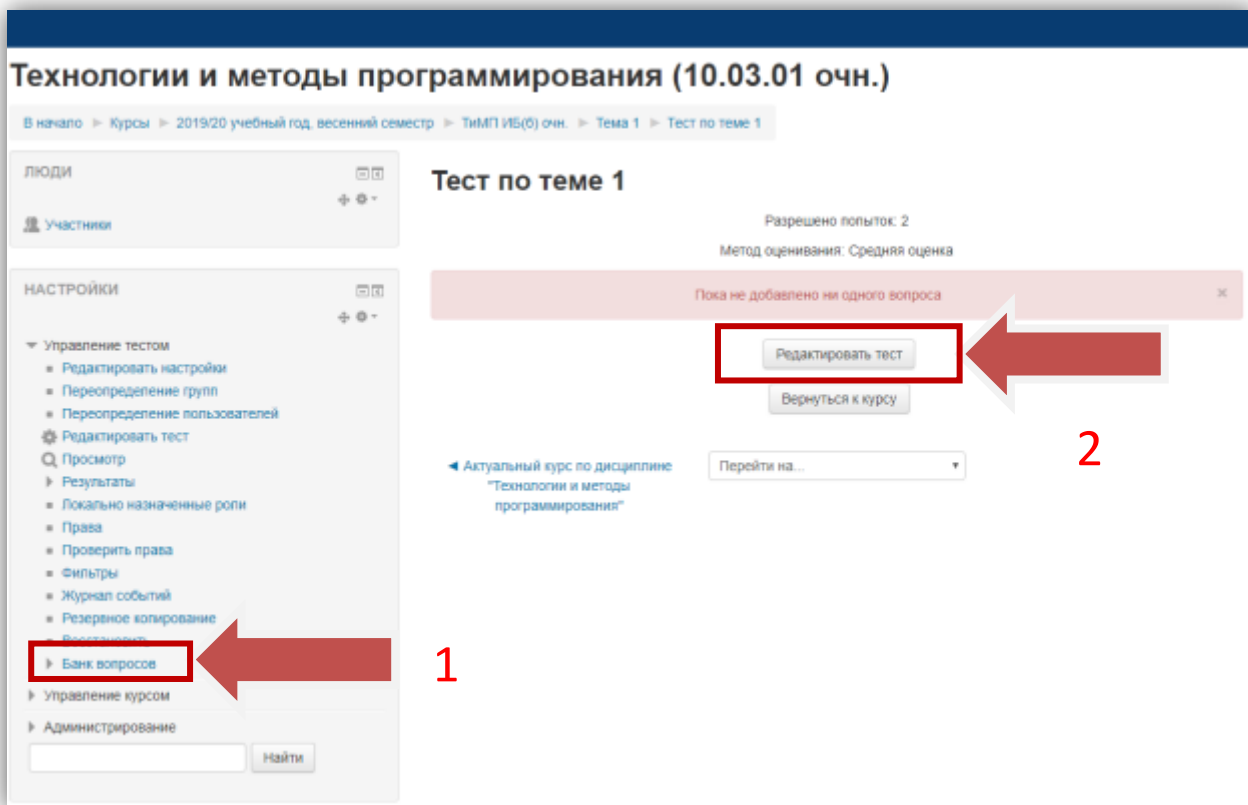 Технологии и методы программирования (10.03.01 очн.)
В начало ► Курсы ► 2019/20 учебный год, весенний семестр ► ТиМП ИБ(б) очн. ► Тема 1 ► Тест по теме 1
ЛЮДИ
Участники
НАСТРОЙКИ
Управление тестом
Редактировать настройки
Переопределение групп
Переопределение пользователей
Редактировать тест
Просмотр
Результаты
Локально назначенные роли
Права
Проверить права
Фильтры
Журнал событий
Резервное копирование
Восстановить
Банк вопросов
1
Управление курсом
Администрирование
Найти
Тест по теме 1
Разрешено попыток: 2
Метод оценивания: Средняя оценка
Пока не добавлено ни одного вопроса
Редактировать тест
Вернуться к курсу
2
◄ Актуальный курс по дисциплине
"Технологии и методы
программирования"
Перейти на...